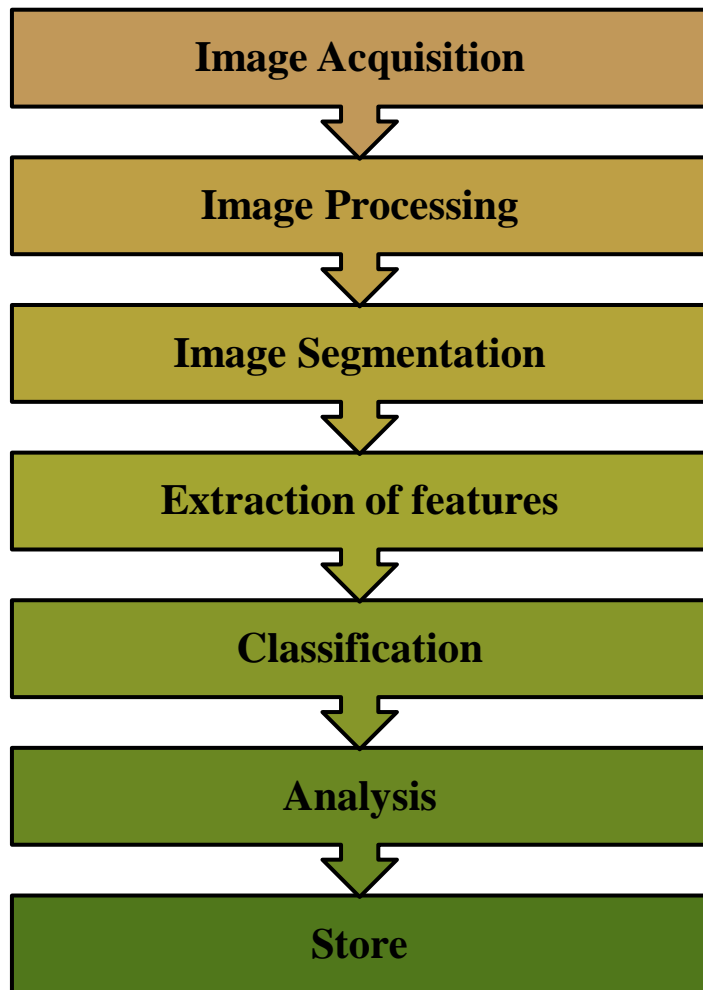 Image Acquisition
Image Processing
Image Segmentation
Extraction of features
Classification
Analysis
Store